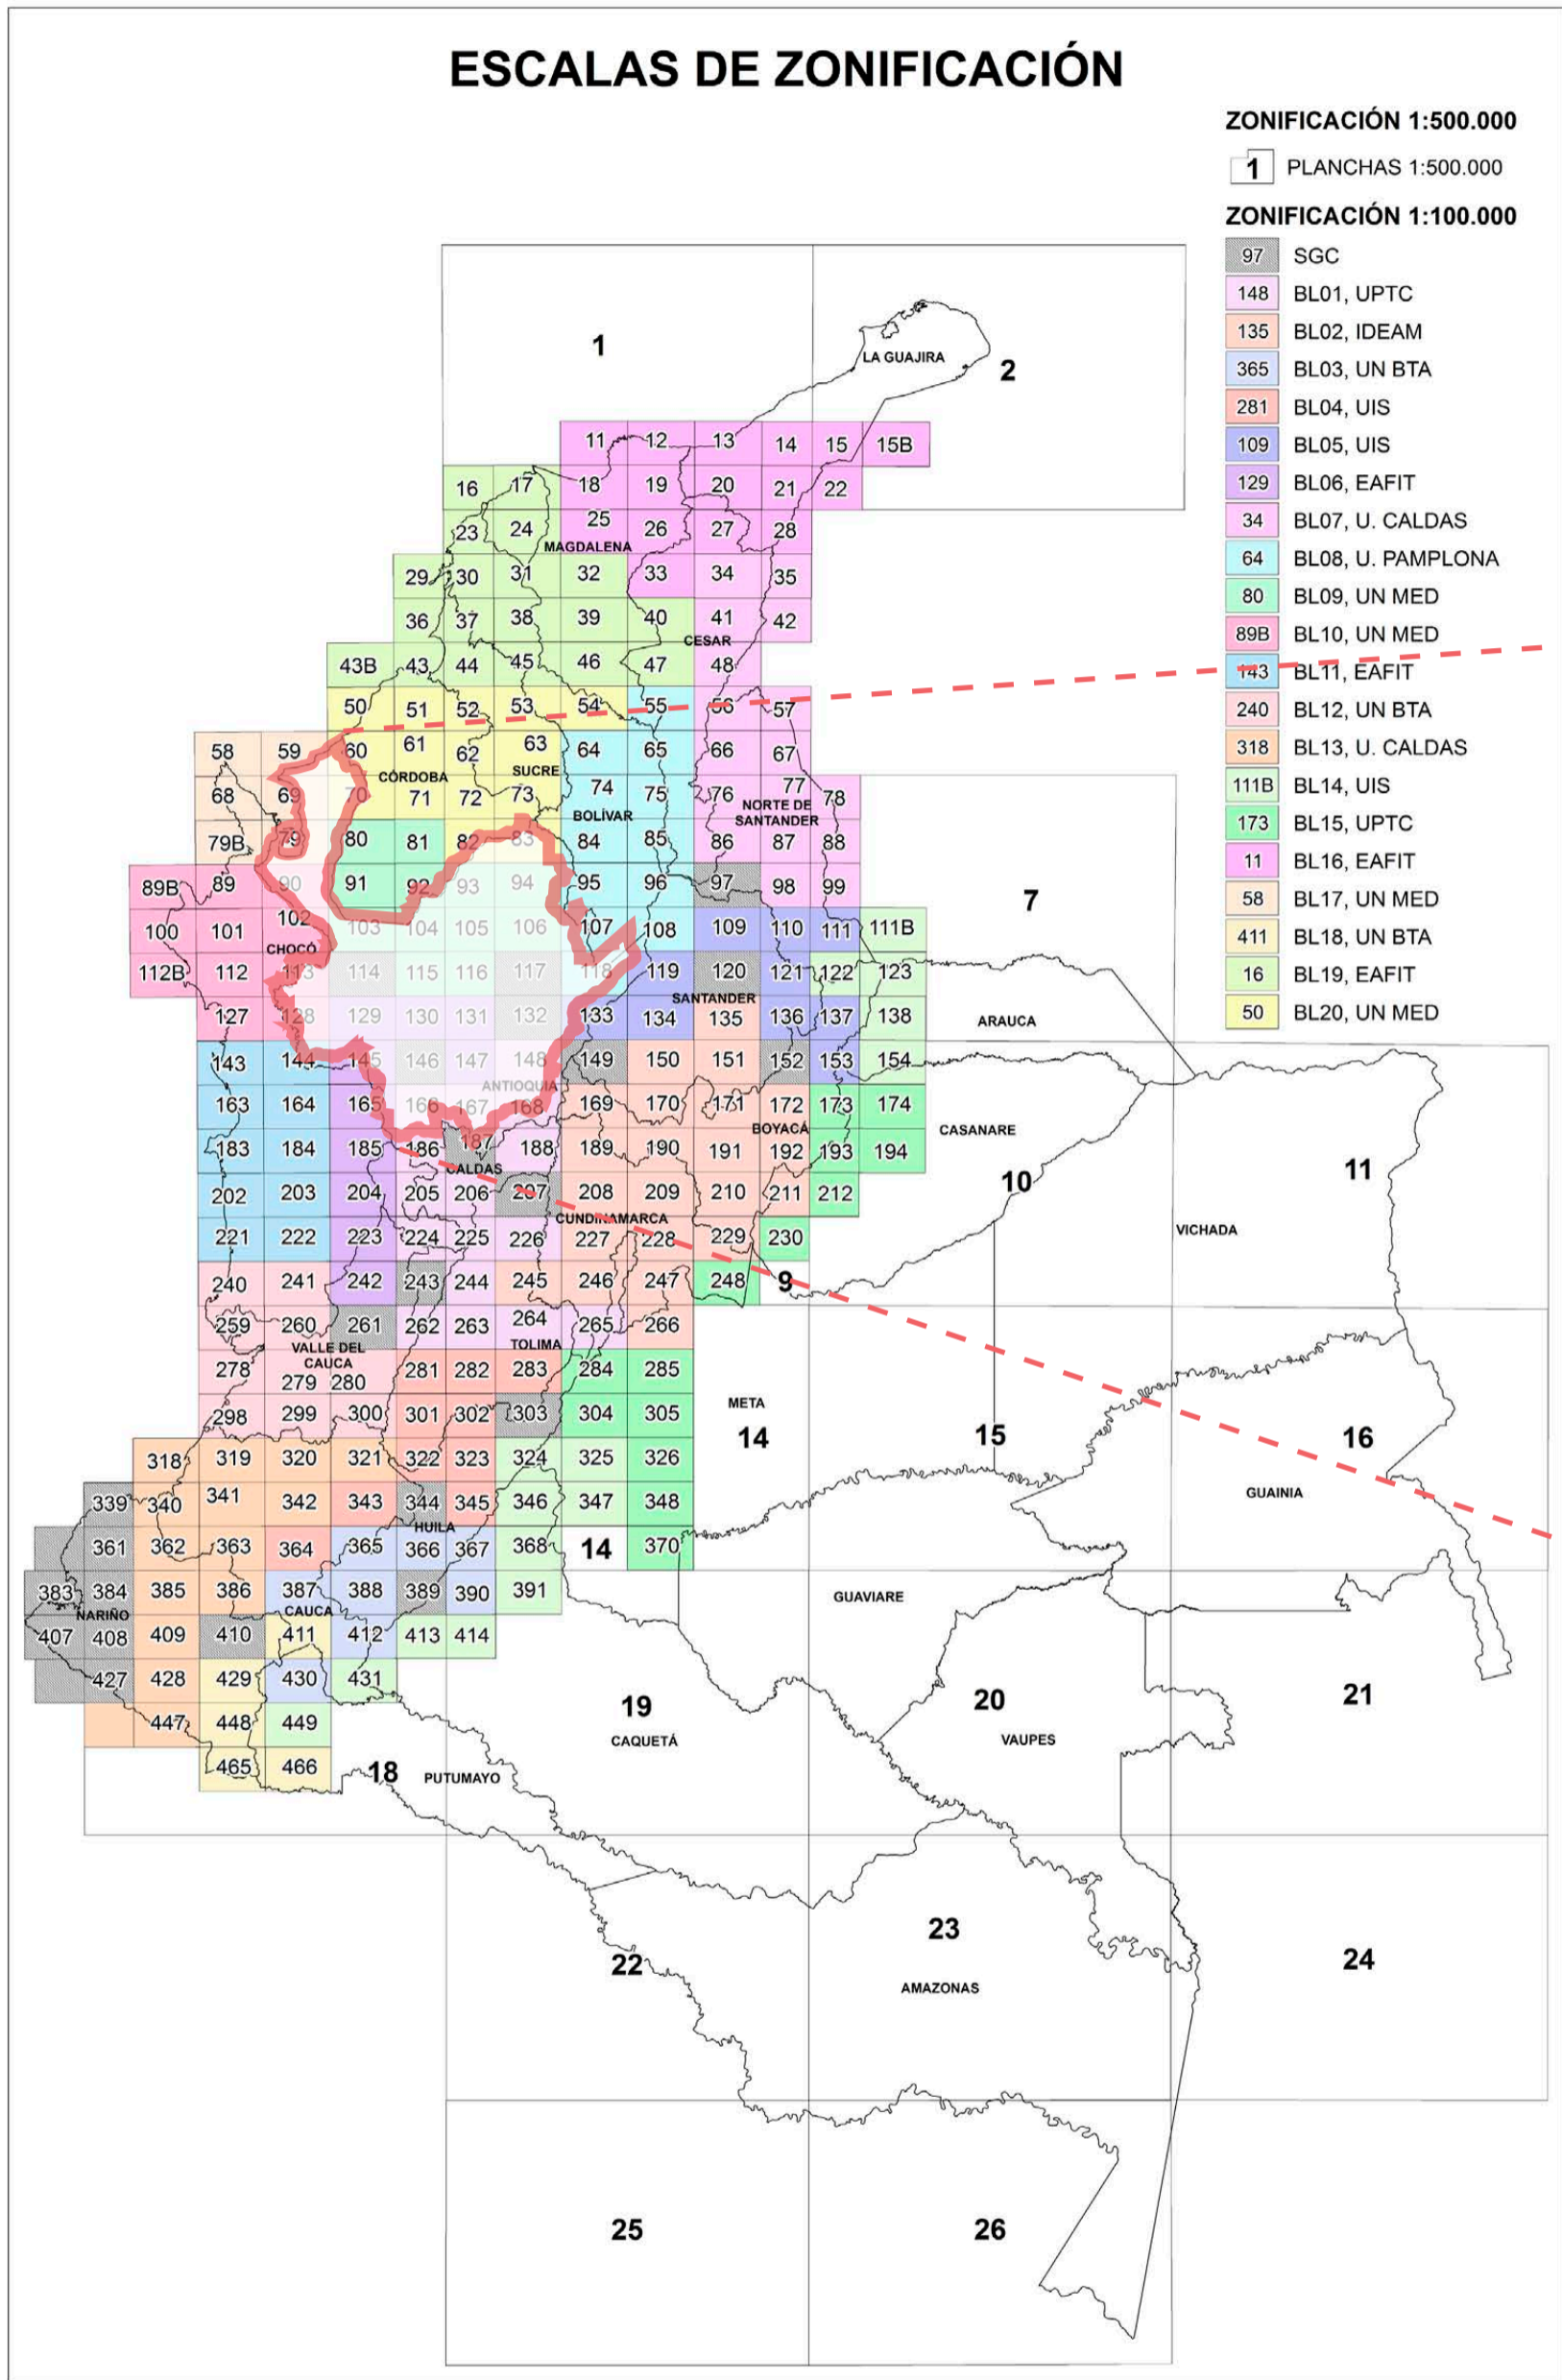 ESCALAS DE ZONIFICACIÓN
ZONIFICACIÓN 1:500.000
1 PLANCHAS 1:500.000
ZONIFICACIÓN 1:100.000
97 SGC
148 BL01, UPTC
135 BL02, IDEAM
365 BL03, UN BTA
281 BL04, UIS
109 BL05, UIS
129 BL06, EAFIT
34 BL07, U. CALDAS
64 BL08, U. PAMPLONA
80 BL09, UN MED
89B BL10, UN MED
143 BL11, EAFIT
240 BL12, UN BTA
318 BL13, U. CALDAS
111B BL14, UIS
173 BL15, UPTC
11 BL16, EAFIT
58 BL17, UN MED
411 BL18, UN BTA
16 BL19, EAFIT
50 BL20, UN MED
1
LA GUAJIRA
2
11 12 13 14 15 15B
16 17 18 19 20 21 22
23 24 25 26 27 28
MAGDALENA
29 30 31 32 33 34 35
36 37 38 39 40 41 42
CESAR
43B 43 44 45 46 47 48
50 51 52 53 54 55 56 57
58 59 60 61 62 63 64 65 66 67
CÓRDOBA SUCRE
68 69 70 71 72 73 74 75 76 77 78
BOLÍVAR NORTE DE
SANTANDER
79B 79 80 81 82 83 84 85 86 87 88
89B 89 90 91 92 93 94 95 96 97 98 99
7
100 101 102 103 104 105 106 107 108 109 110 111 111B
CHOCÓ
112B 112 113 114 115 116 117 118 119 120 121 122 123
SANTANDER
127 128 129 130 131 132 133 134 135 136 137 138
ARAUCA
143 144 145 146 147 148 149 150 151 152 153 154
ANTIOQUIA
163 164 165 166 167 168 169 170 171 172 173 174
BOYACÁ CASANARE
183 184 185 186 187 188 189 190 191 192 193 194
CALDAS
10 11
202 203 204 205 206 207 208 209 210 211 212
CUNDINAMARCA
VICHADA
221 222 223 224 225 226 227 228 229 230
240 241 242 243 244 245 246 247 248 9
259 260 261 262 263 264 265 266
VALLE DEL
CAUCA
TOLIMA
278 279 280 281 282 283 284 285
META
298 299 300 301 302 303 304 305
14 15 16
318 319 320 321 322 323 324 325 326
GUAINIA
339 340 341 342 343 344 345 346 347 348
HUILA
361 362 363 364 365 366 367 368 14 370
383 384 385 386 387 388 389 390 391
GUAVIARE
NARIÑO CAUCA
407 408 409 410 411 412 413 414
427 428 429 430 431
19 20 21
447 448 449
CAQUETÁ VAUPES
465 466 18 PUTUMAYO
23
22 24
AMAZONAS
25 26